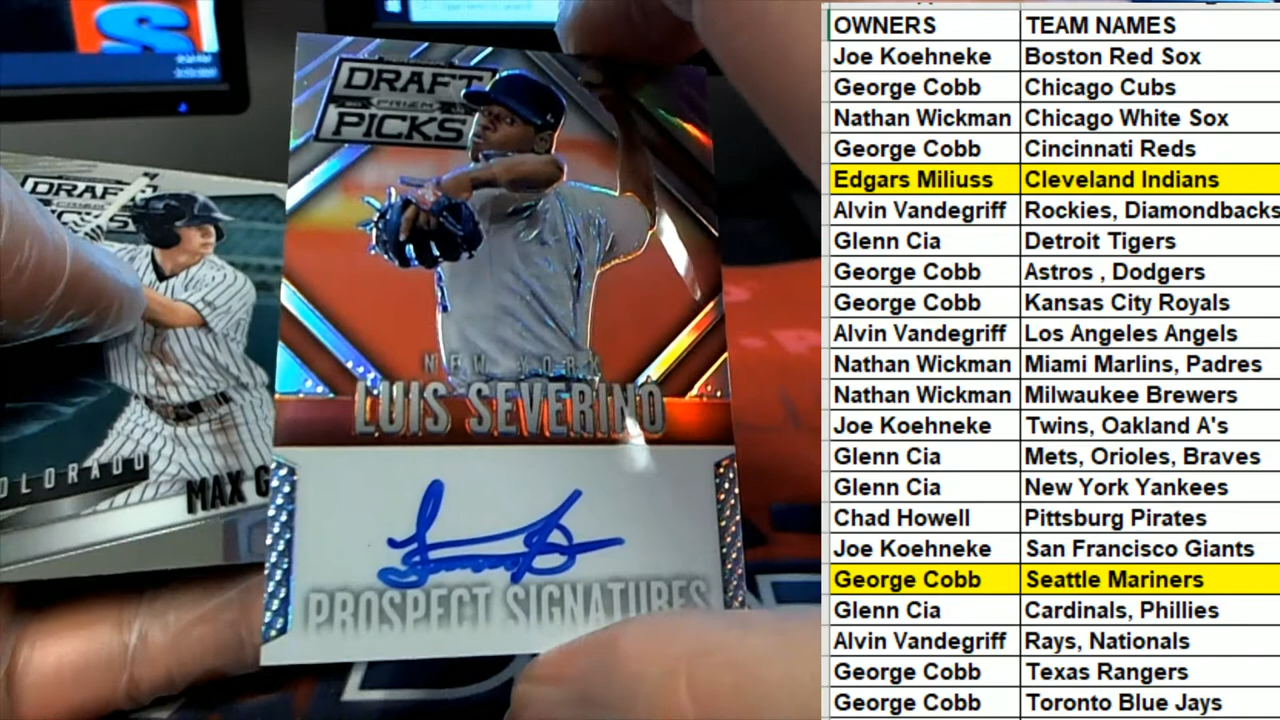 S
DRAFT
PRIZM
PICKS
NEW YORK
LUIS SEVERINO
PROSPECT SIGNATURES
DRAFT
PICKS
COLORADO
MAX G
OWNERS TEAM NAMES
Joe Koehneke Boston Red Sox
George Cobb Chicago Cubs
Nathan Wickman Chicago White Sox
George Cobb Cincinnati Reds
Edgars Miliuss Cleveland Indians
Alvin Vandegriff Rockies, Diamondbacks
Glenn Cia Detroit Tigers
George Cobb Astros , Dodgers
George Cobb Kansas City Royals
Alvin Vandegriff Los Angeles Angels
Nathan Wickman Miami Marlins, Padres
Nathan Wickman Milwaukee Brewers
Joe Koehneke Twins, Oakland A's
Glenn Cia Mets, Orioles, Braves
Glenn Cia New York Yankees
Chad Howell Pittsburg Pirates
Joe Koehneke San Francisco Giants
George Cobb Seattle Mariners
Glenn Cia Cardinals, Phillies
Alvin Vandegriff Rays, Nationals
George Cobb Texas Rangers
George Cobb Toronto Blue Jays